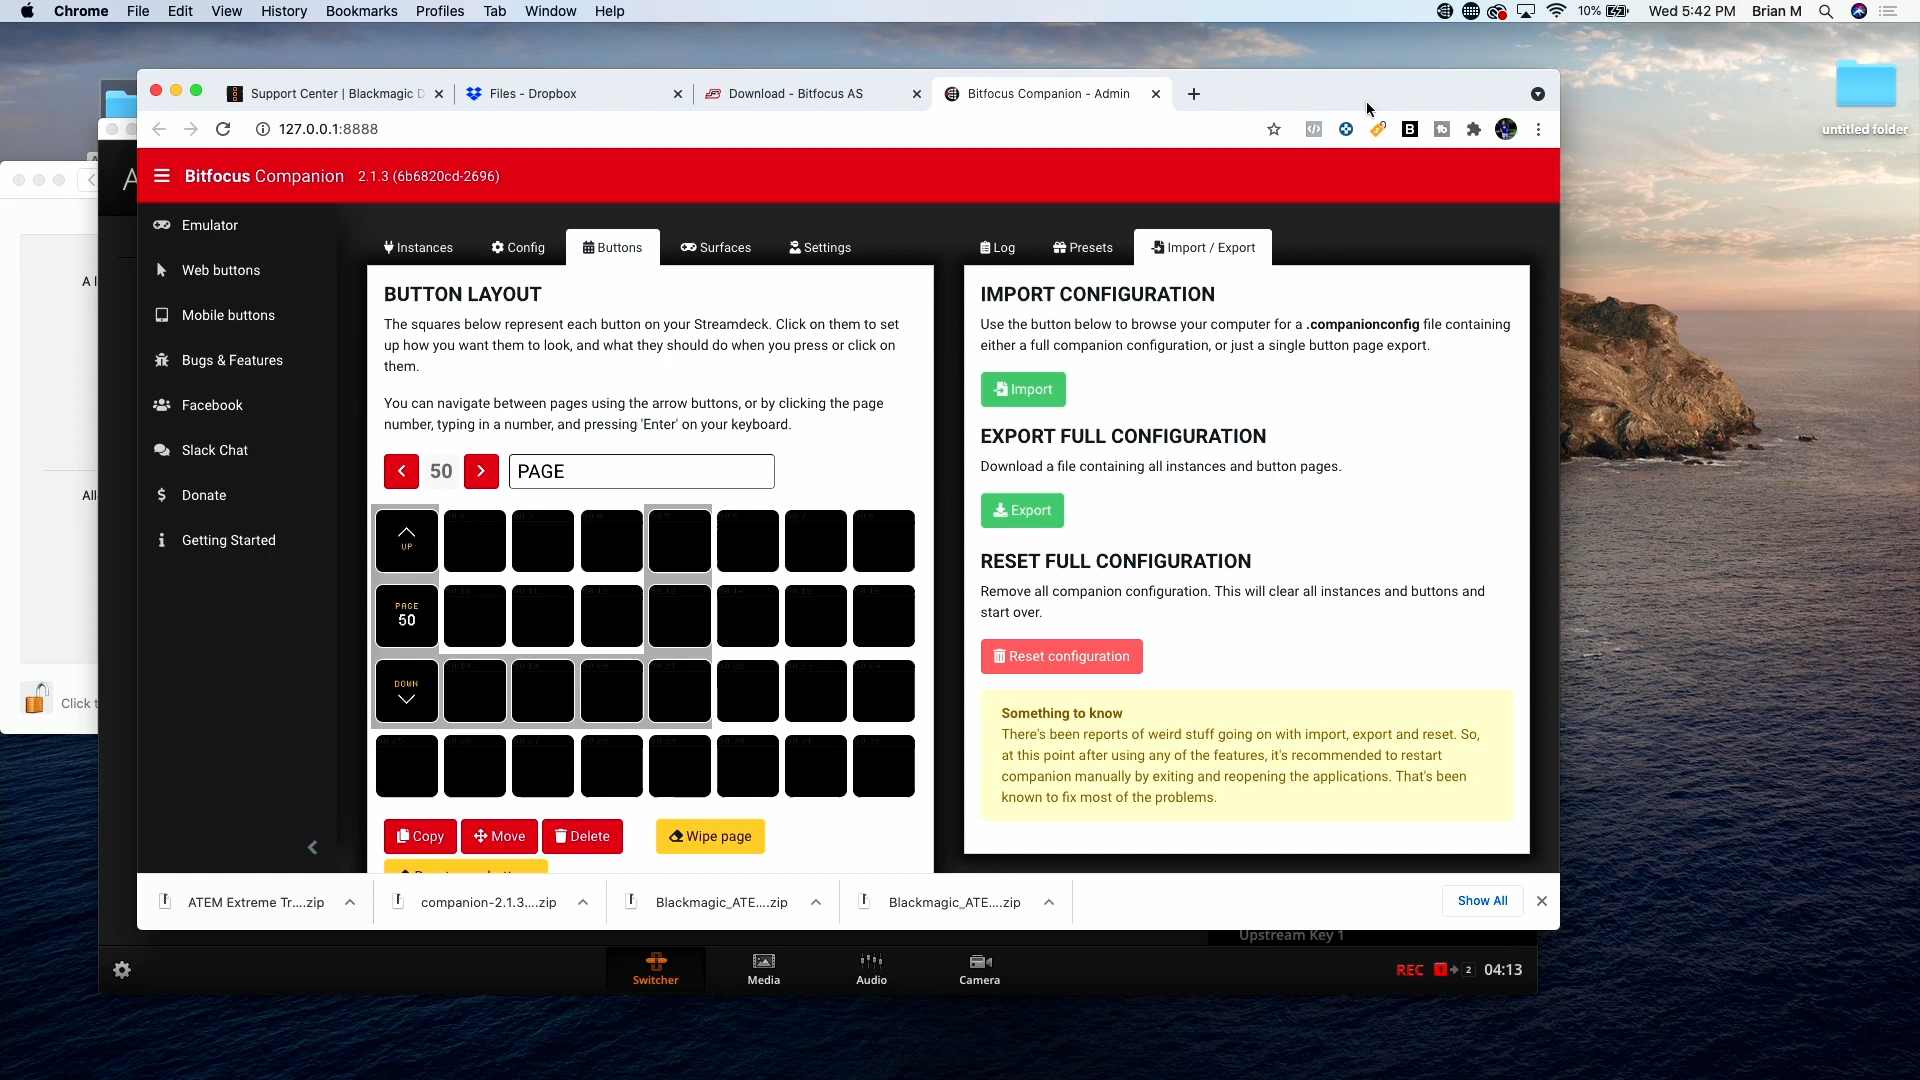 Chrome File Edit View History Bookmarks Profiles Tab Window Help
10% Wed 5:42 PM Brian M
untitled folder
Support Center | Blackmagic D
Files - Dropbox
Download - Bitfocus AS
Bitfocus Companion - Admin
127.0.0.1:8888
Bitfocus Companion 2.1.3 (6b6820cd-2696)
Emulator
Web buttons
Mobile buttons
Bugs & Features
Facebook
Slack Chat
Donate
Getting Started
Instances Config Buttons Surfaces Settings
BUTTON LAYOUT
The squares below represent each button on your Streamdeck. Click on them to set
up how you want them to look, and what they should do when you press or click on
them.
You can navigate between pages using the arrow buttons, or by clicking the page
number, typing in a number, and pressing 'Enter' on your keyboard.
50 PAGE
UP
PAGE
50
DOWN
Copy Move Delete Wipe page
Log Presets Import / Export
IMPORT CONFIGURATION
Use the button below to browse your computer for a .companionconfig file containing
either a full companion configuration, or just a single button page export.
Import
EXPORT FULL CONFIGURATION
Download a file containing all instances and button pages.
Export
RESET FULL CONFIGURATION
Remove all companion configuration. This will clear all instances and buttons and
start over.
Reset configuration
Something to know
There's been reports of weird stuff going on with import, export and reset. So,
at this point after using any of the features, it's recommended to restart
companion manually by exiting and reopening the applications. That's been
known to fix most of the problems.
A l
All
Click t
ATEM Extreme Tr....zip
companion-2.1.3....zip
Blackmagic_ATE....zip
Blackmagic_ATE....zip
Show All
Upstream Key 1
Switcher Media Audio Camera
REC 1 2 04:13